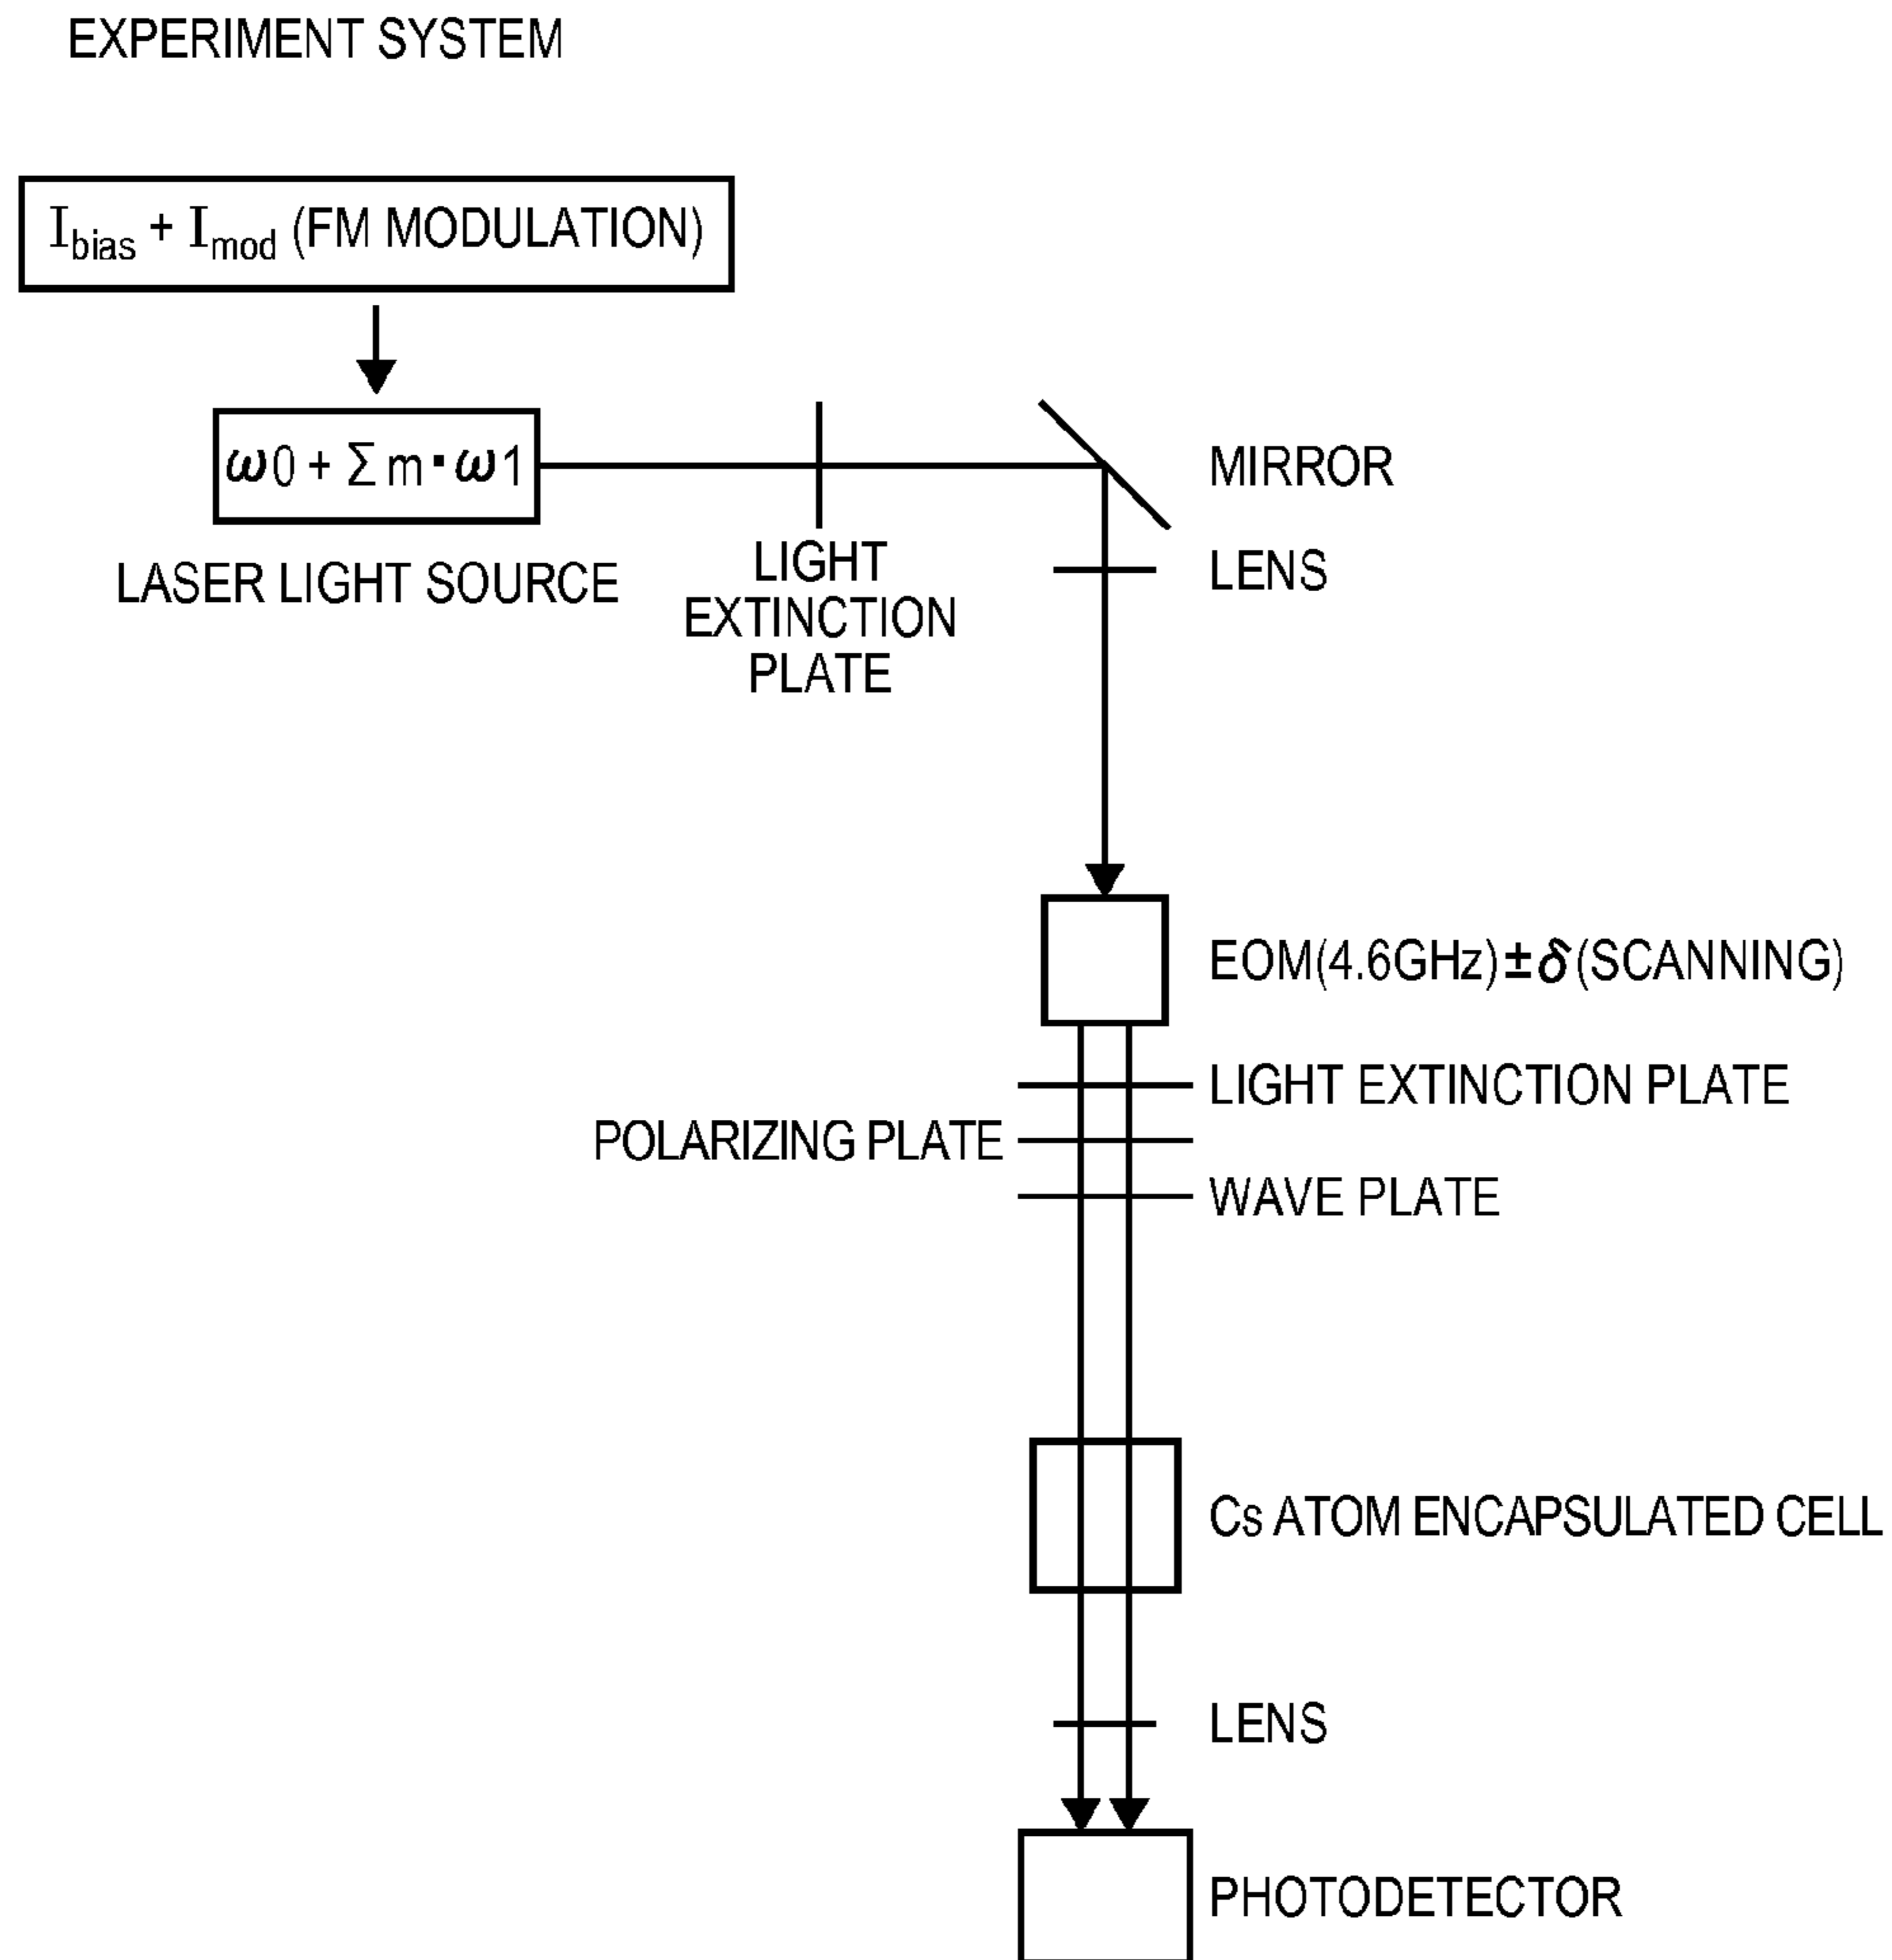 EXPERIMENT SYSTEM
Ibias + Imod (FM MODULATION)
ω0 + Σm·ω1
LASER LIGHT SOURCE
LIGHT
EXTINCTION
PLATE
MIRROR
LENS
EOM(4.6GHz)±δ(SCANNING)
LIGHT EXTINCTION PLATE
POLARIZING PLATE
WAVE PLATE
Cs ATOM ENCAPSULATED CELL
LENS
PHOTODETECTOR